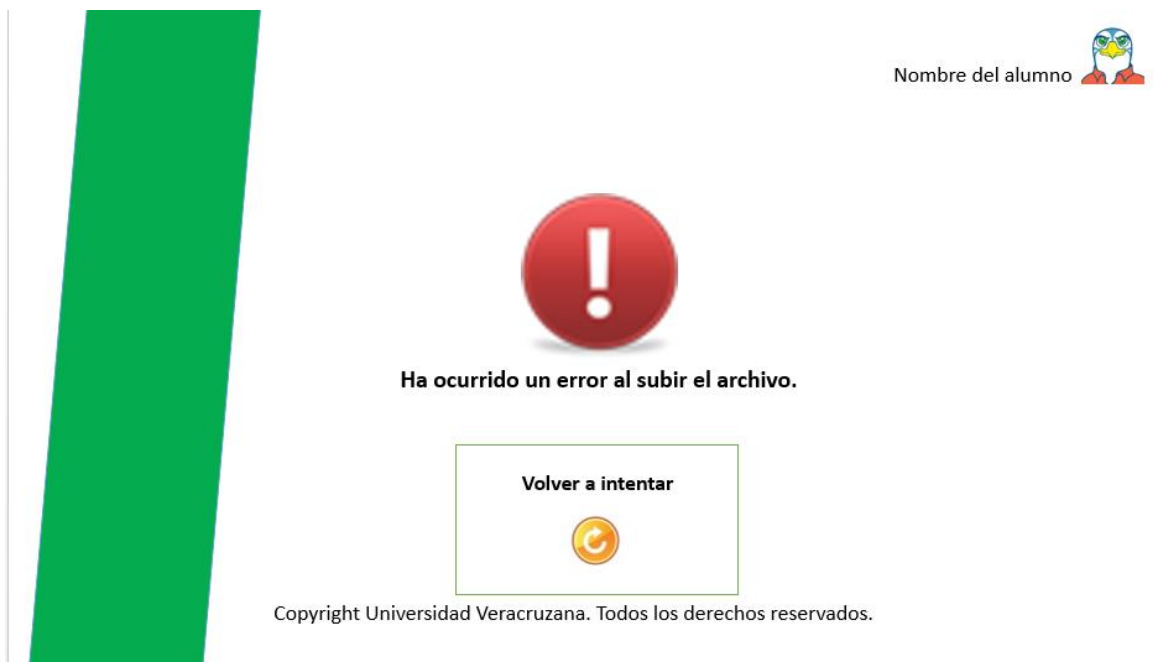 Nombre del alumno
Ha ocurrido un error al subir el archivo.
Volver a intentar
Copyright Universidad Veracruzana. Todos los derechos reservados.